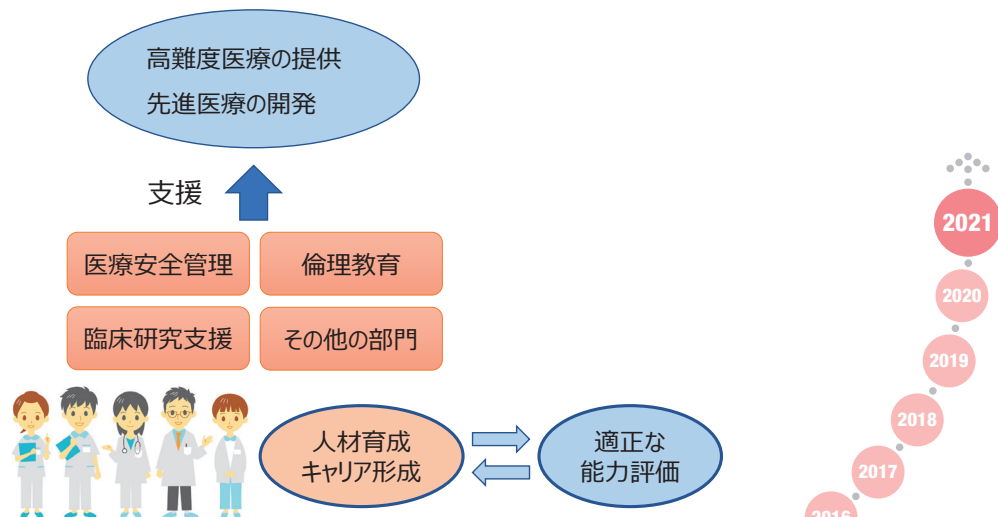 高難度医療の提供
先進医療の開発
支援
医療安全管理
倫理教育
臨床研究支援
その他の部門
人材育成
キャリア形成
適正な
能力評価
2021
2020
2019
2018
2017
2016